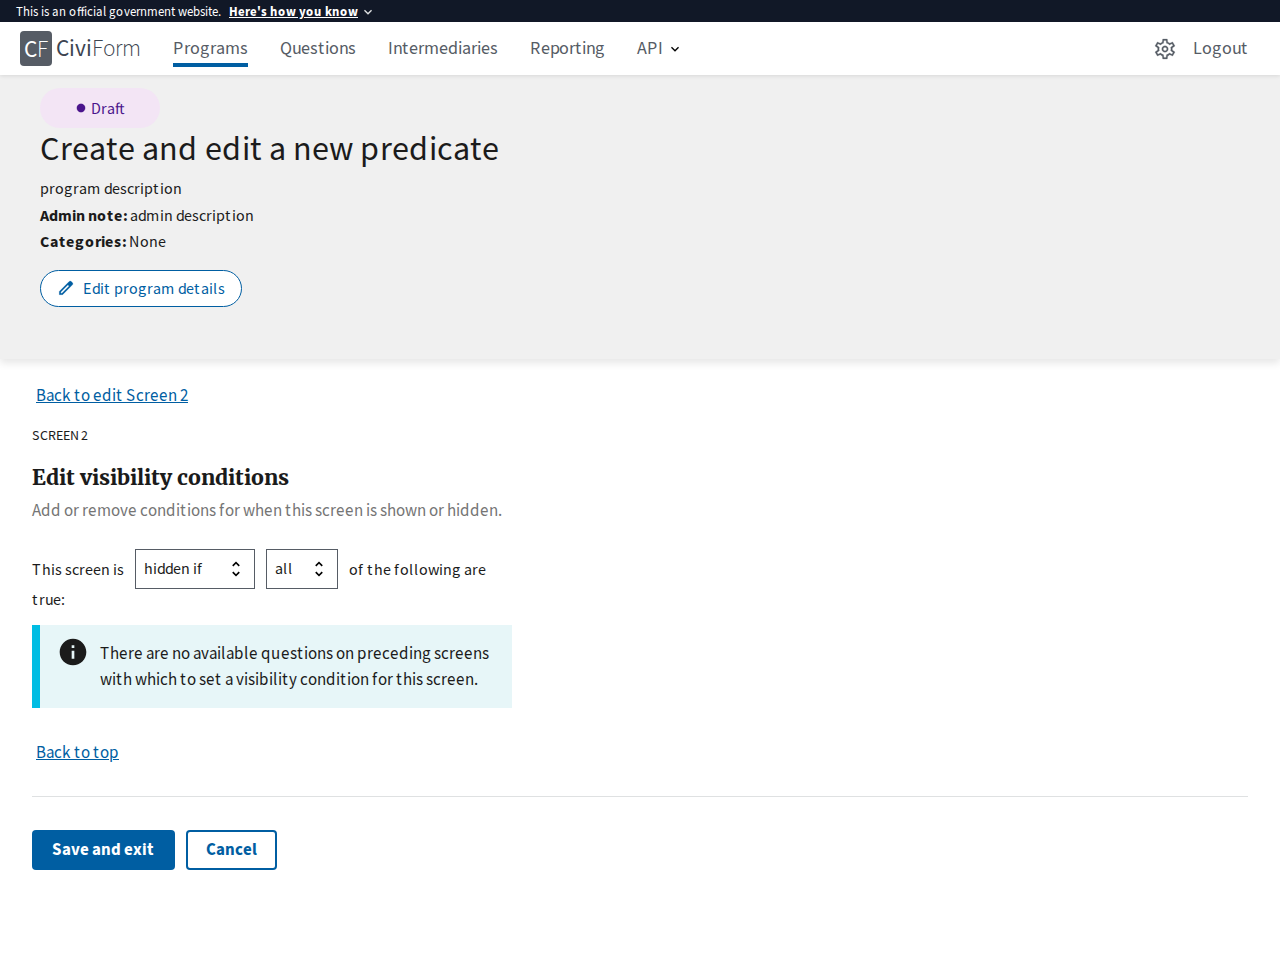 This is an official government website. Here's how you know
CF CiviForm Programs Questions Intermediaries Reporting API Logout
Draft
Create and edit a new predicate
program description
Admin note: admin description
Categories: None
Edit program details
Back to edit Screen 2
SCREEN 2
Edit visibility conditions
Add or remove conditions for when this screen is shown or hidden.
This screen is hidden if all of the following are
true:
There are no available questions on preceding screens
with which to set a visibility condition for this screen.
Back to top
Save and exit Cancel